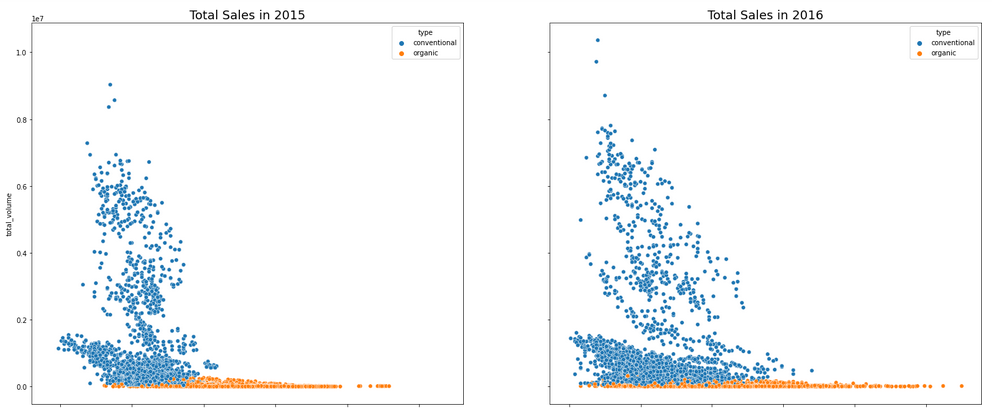 Total Sales in 2015
Total Sales in 2016
1e7
type
conventional
organic
type
conventional
organic
1.0
0.8
0.6
0.4
0.2
0.0
total_volume